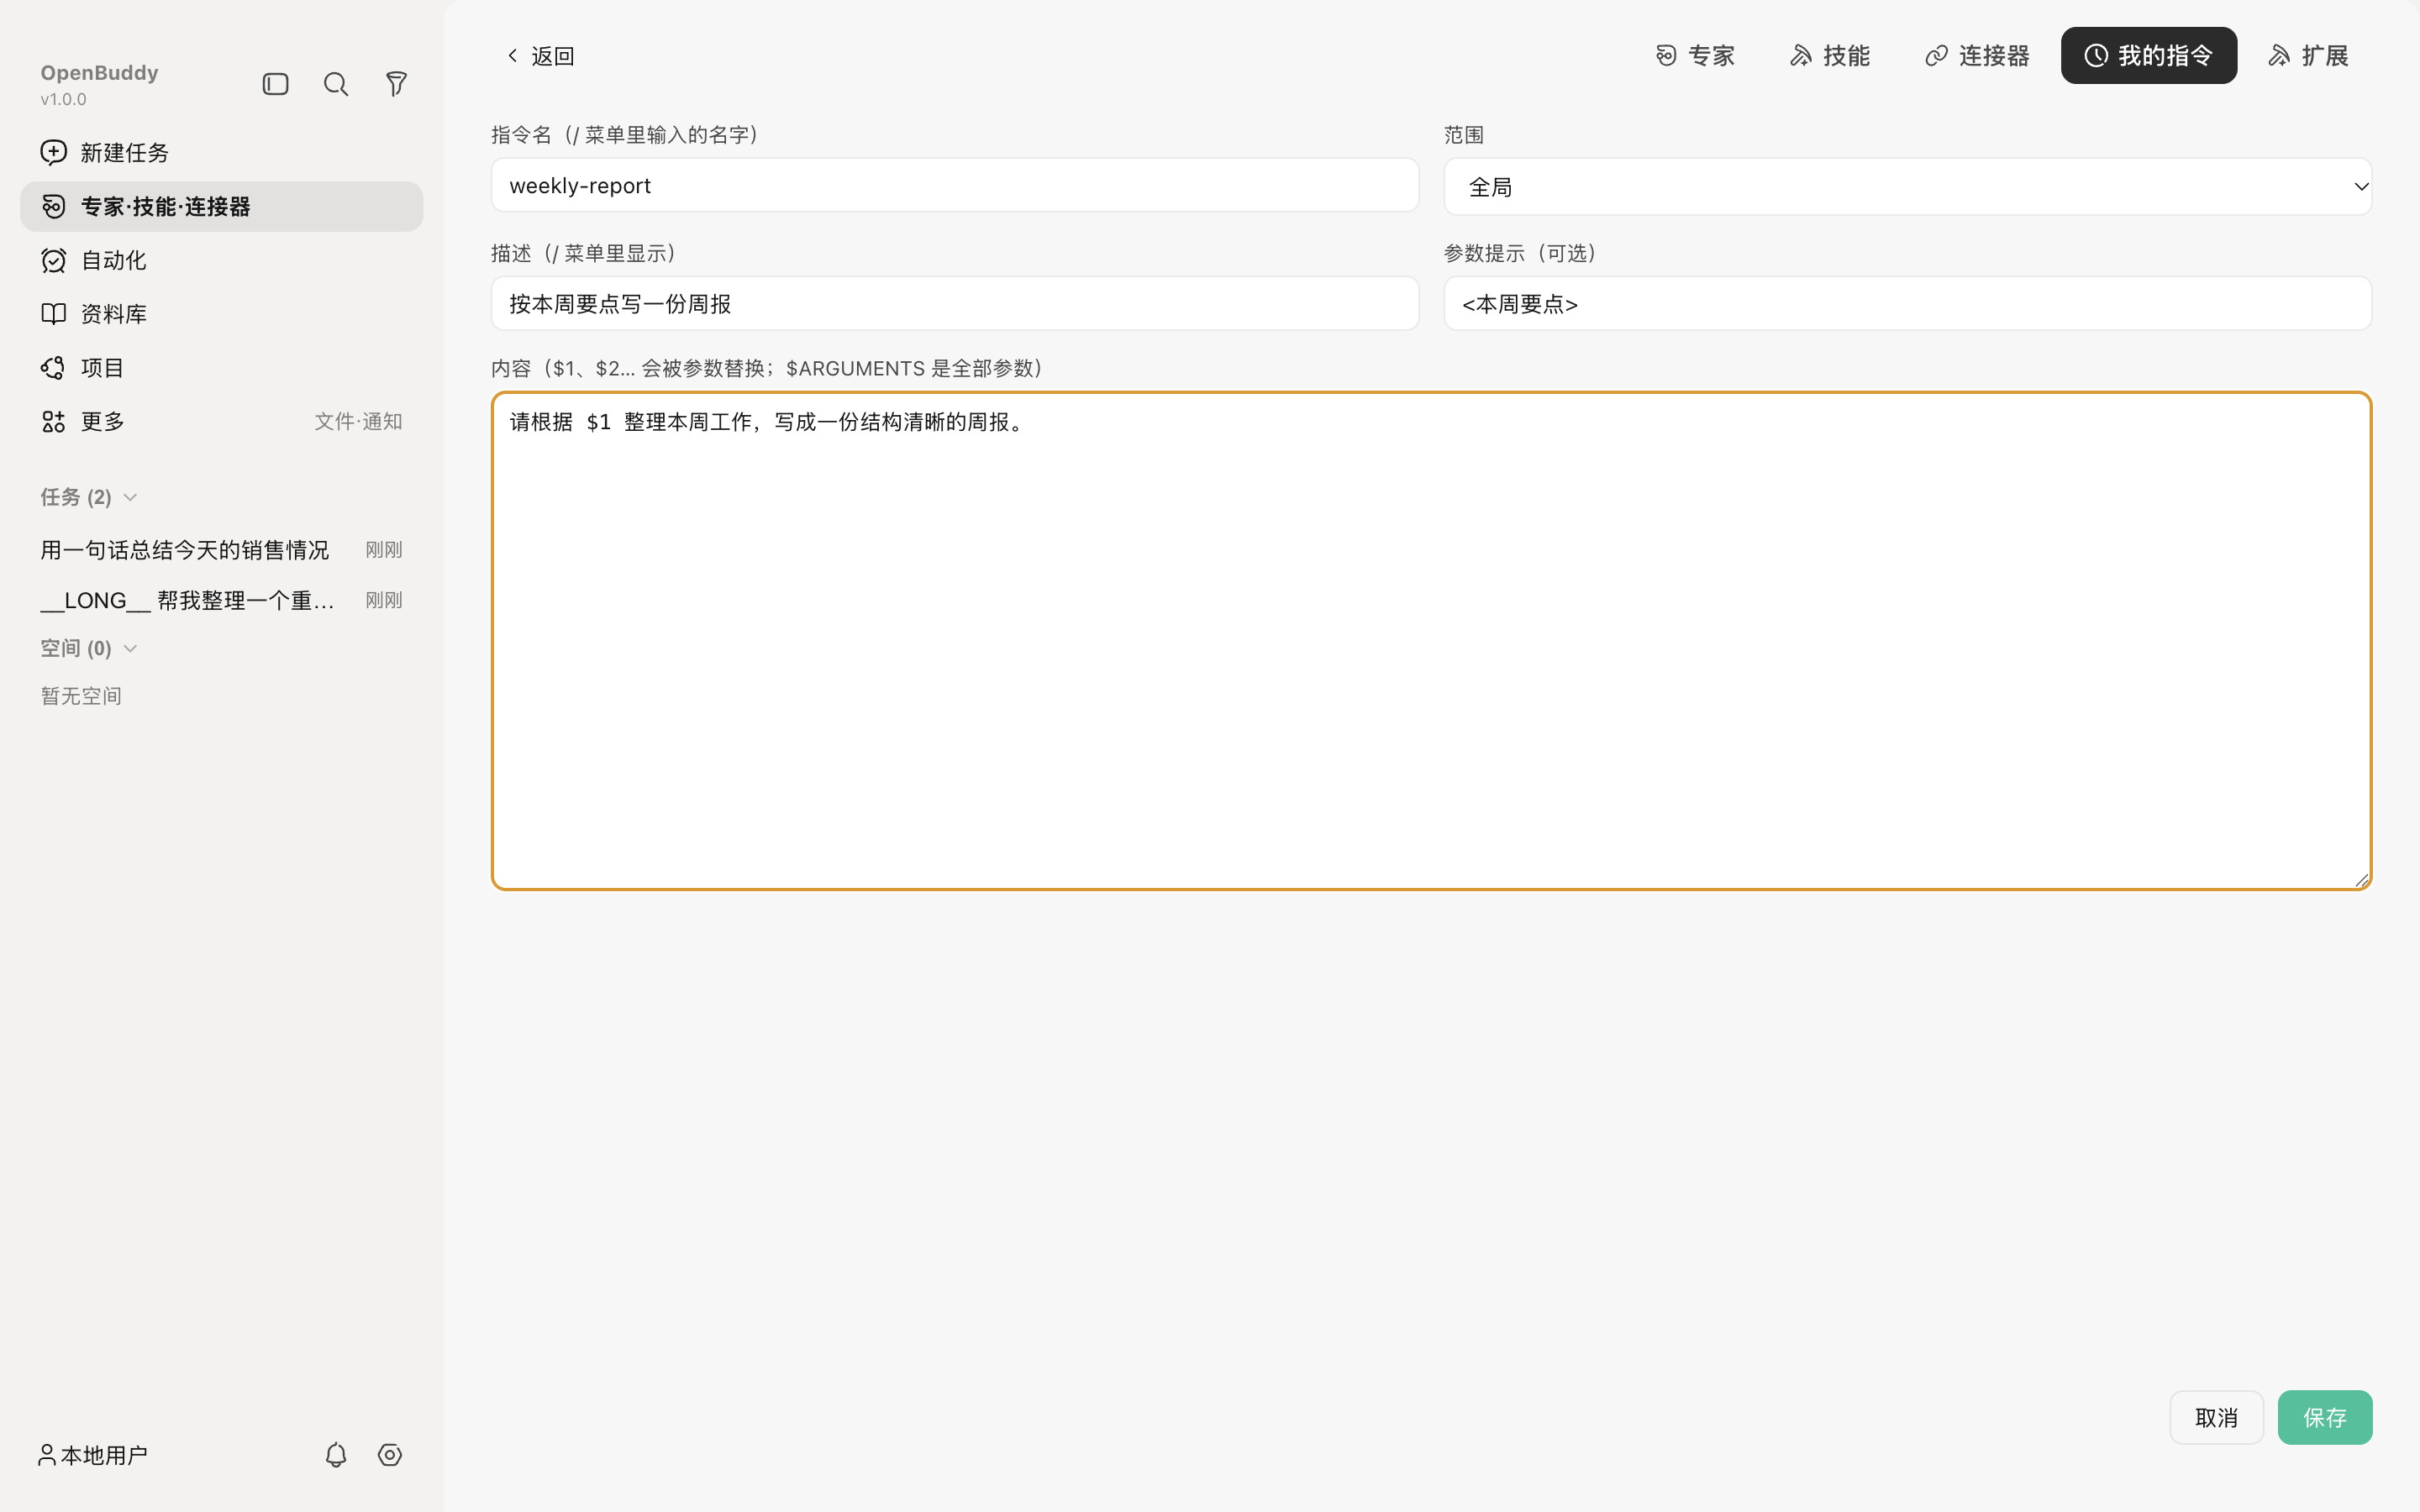 OpenBuddy
v1.0.0
新建任务
专家·技能·连接器
自动化
资料库
项目
更多 文件·通知
任务 (2)
用一句话总结今天的销售情况 刚刚
__LONG__ 帮我整理一个重… 刚刚
空间 (0)
暂无空间
本地用户
返回
专家 技能 连接器 我的指令 扩展
指令名（/ 菜单里输入的名字）
weekly-report
范围
全局
描述（/ 菜单里显示）
按本周要点写一份周报
参数提示（可选）
<本周要点>
内容（$1、$2… 会被参数替换；$ARGUMENTS 是全部参数）
请根据 $1 整理本周工作，写成一份结构清晰的周报。
取消 保存